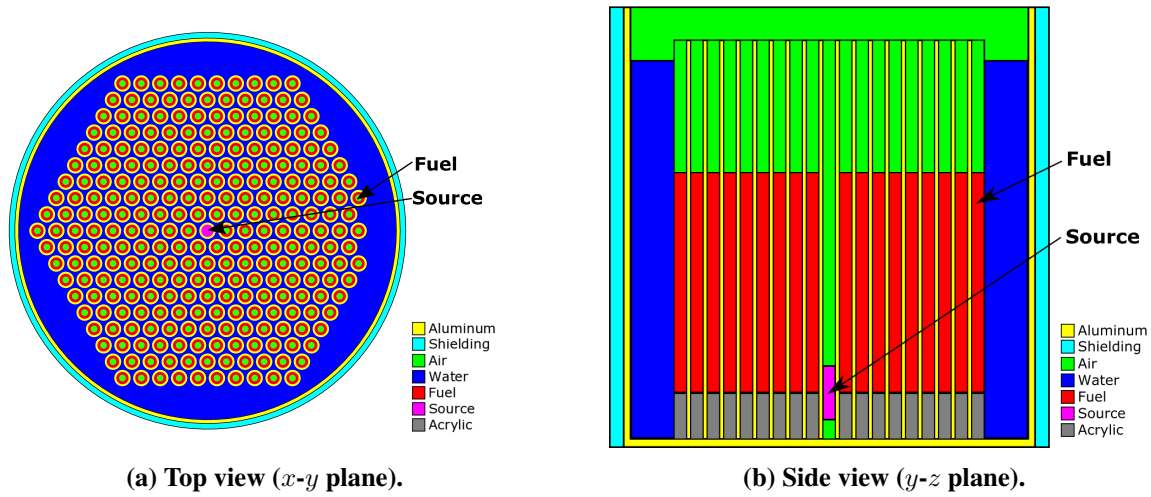 Fuel
Source
Aluminum
Shielding
Air
Water
Fuel
Source
Acrylic
(a) Top view (x-y plane).
Fuel
Source
Aluminum
Shielding
Air
Water
Fuel
Source
Acrylic
(b) Side view (y-z plane).